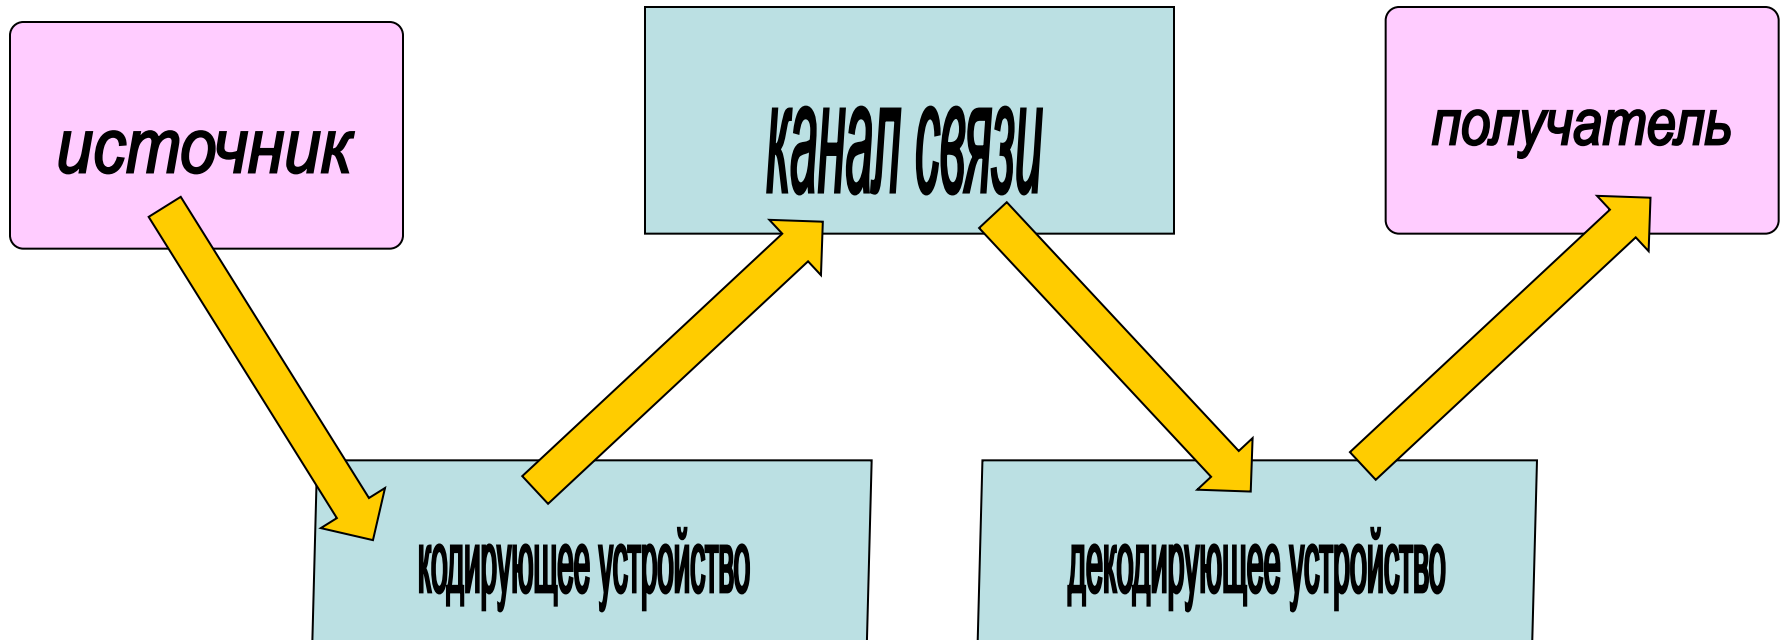 источник
канал связи
получатель
кодирующее устройство
декодирующее устройство